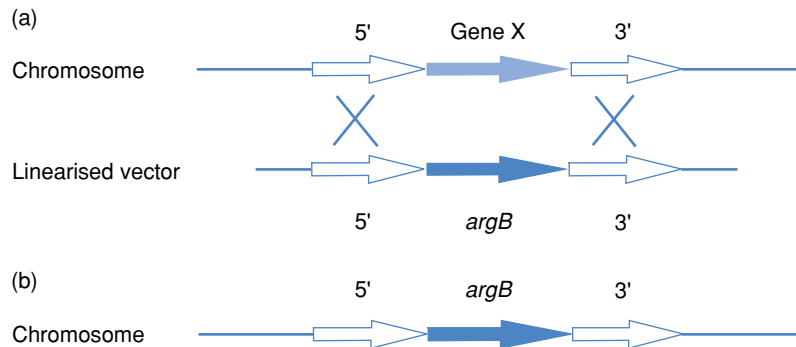 (a)
5' Gene X 3'
Chromosome
Linearised vector
5' argB 3'
(b)
5' argB 3'
Chromosome